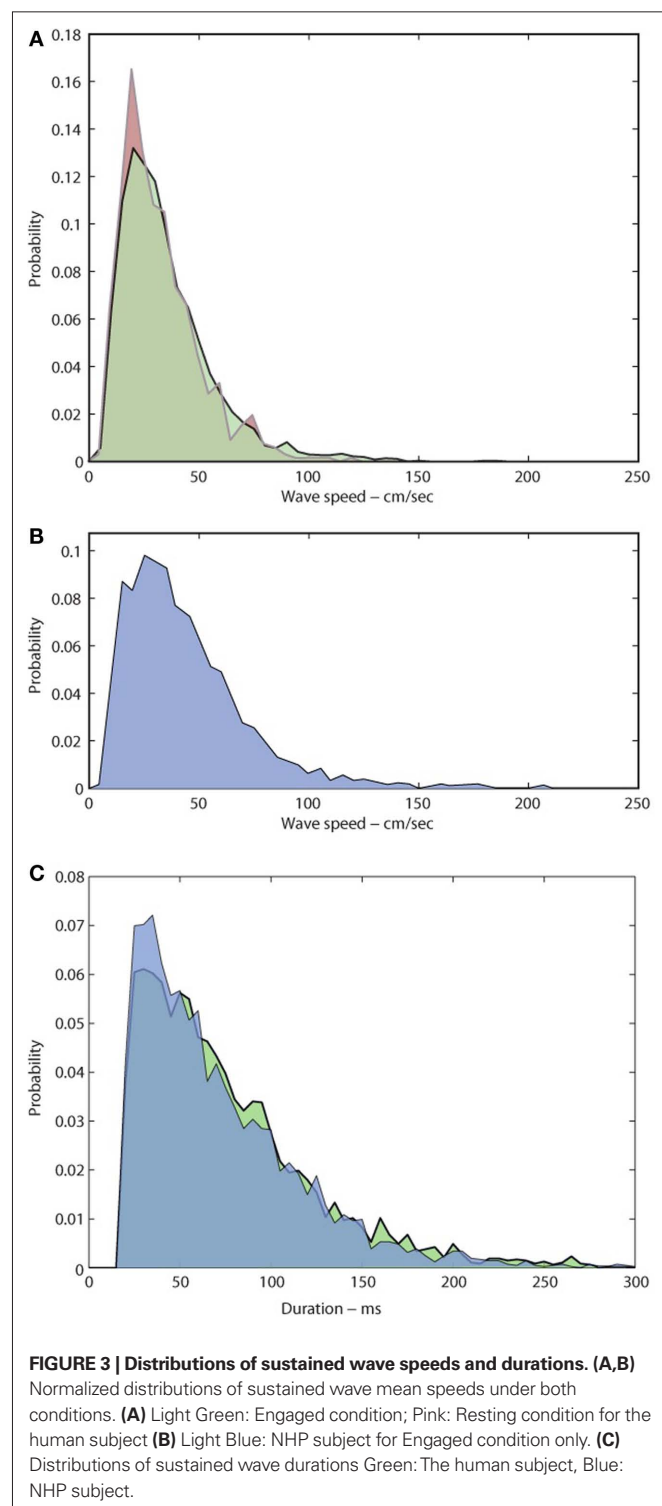 A
0.18
0.16
0.14
0.12
0.1
0.08
0.06
0.04
0.02
0
Probability
0 50 100 150 200 250
Wave speed – cm/sec
B
0.1
0.08
0.06
0.04
0.02
0
Probability
0 50 100 150 200 250
Wave speed – cm/sec
C
0.08
0.07
0.06
0.05
0.04
0.03
0.02
0.01
0
Probability
0 50 100 150 200 250 300
Duration – ms
FIGURE 3 | Distributions of sustained wave speeds and durations. (A,B)
Normalized distributions of sustained wave mean speeds under both
conditions. (A) Light Green: Engaged condition; Pink: Resting condition for the
human subject (B) Light Blue: NHP subject for Engaged condition only. (C)
Distributions of sustained wave durations Green: The human subject, Blue:
NHP subject.